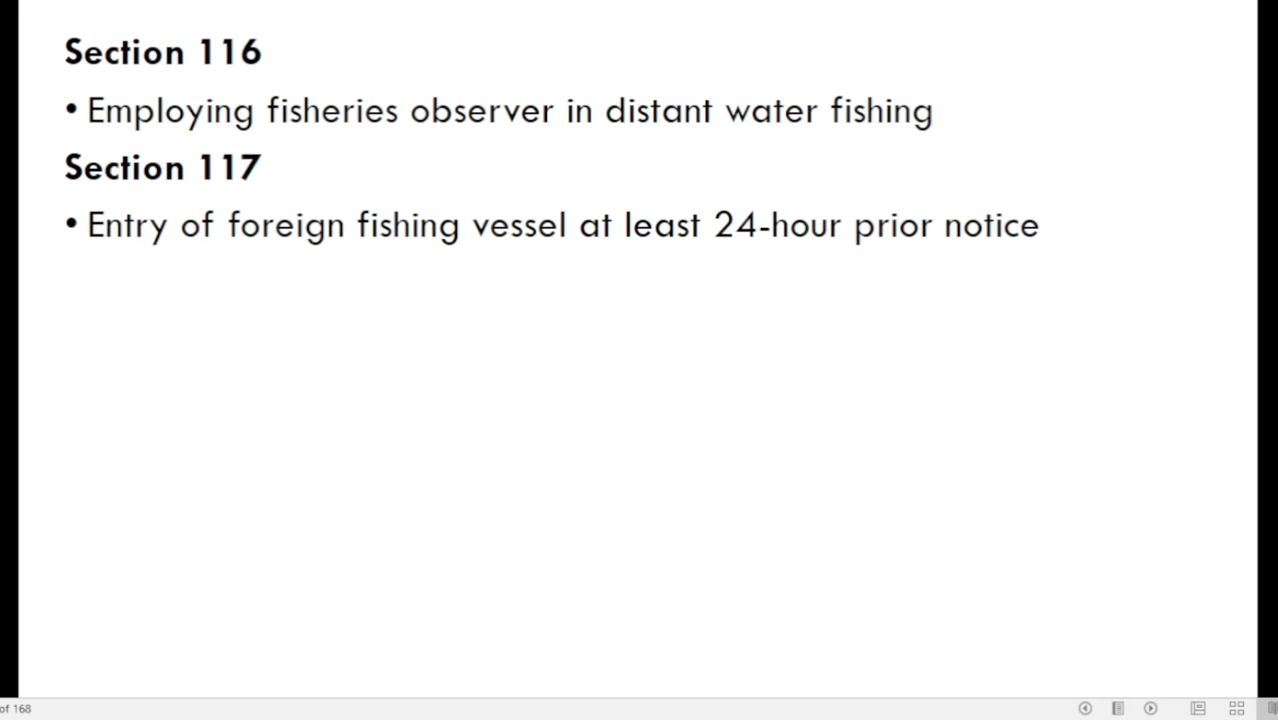 Section 116
• Employing fisheries observer in distant water fishing
Section 117
• Entry of foreign fishing vessel at least 24-hour prior notice
of 168